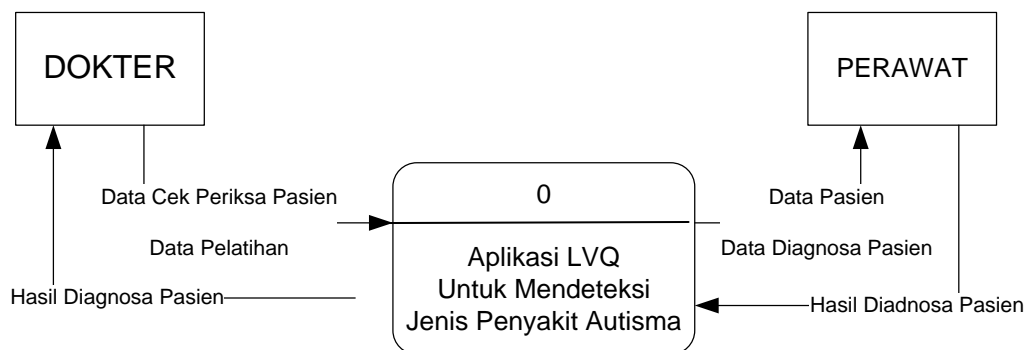 DOKTER
PERAWAT
Data Cek Periksa Pasien
0
Data Pasien
Data Pelatihan
Data Diagnosa Pasien
Aplikasi LVQ
Untuk Mendeteksi
Jenis Penyakit Autisma
Hasil Diagnosa Pasien
Hasil Diadnosa Pasien